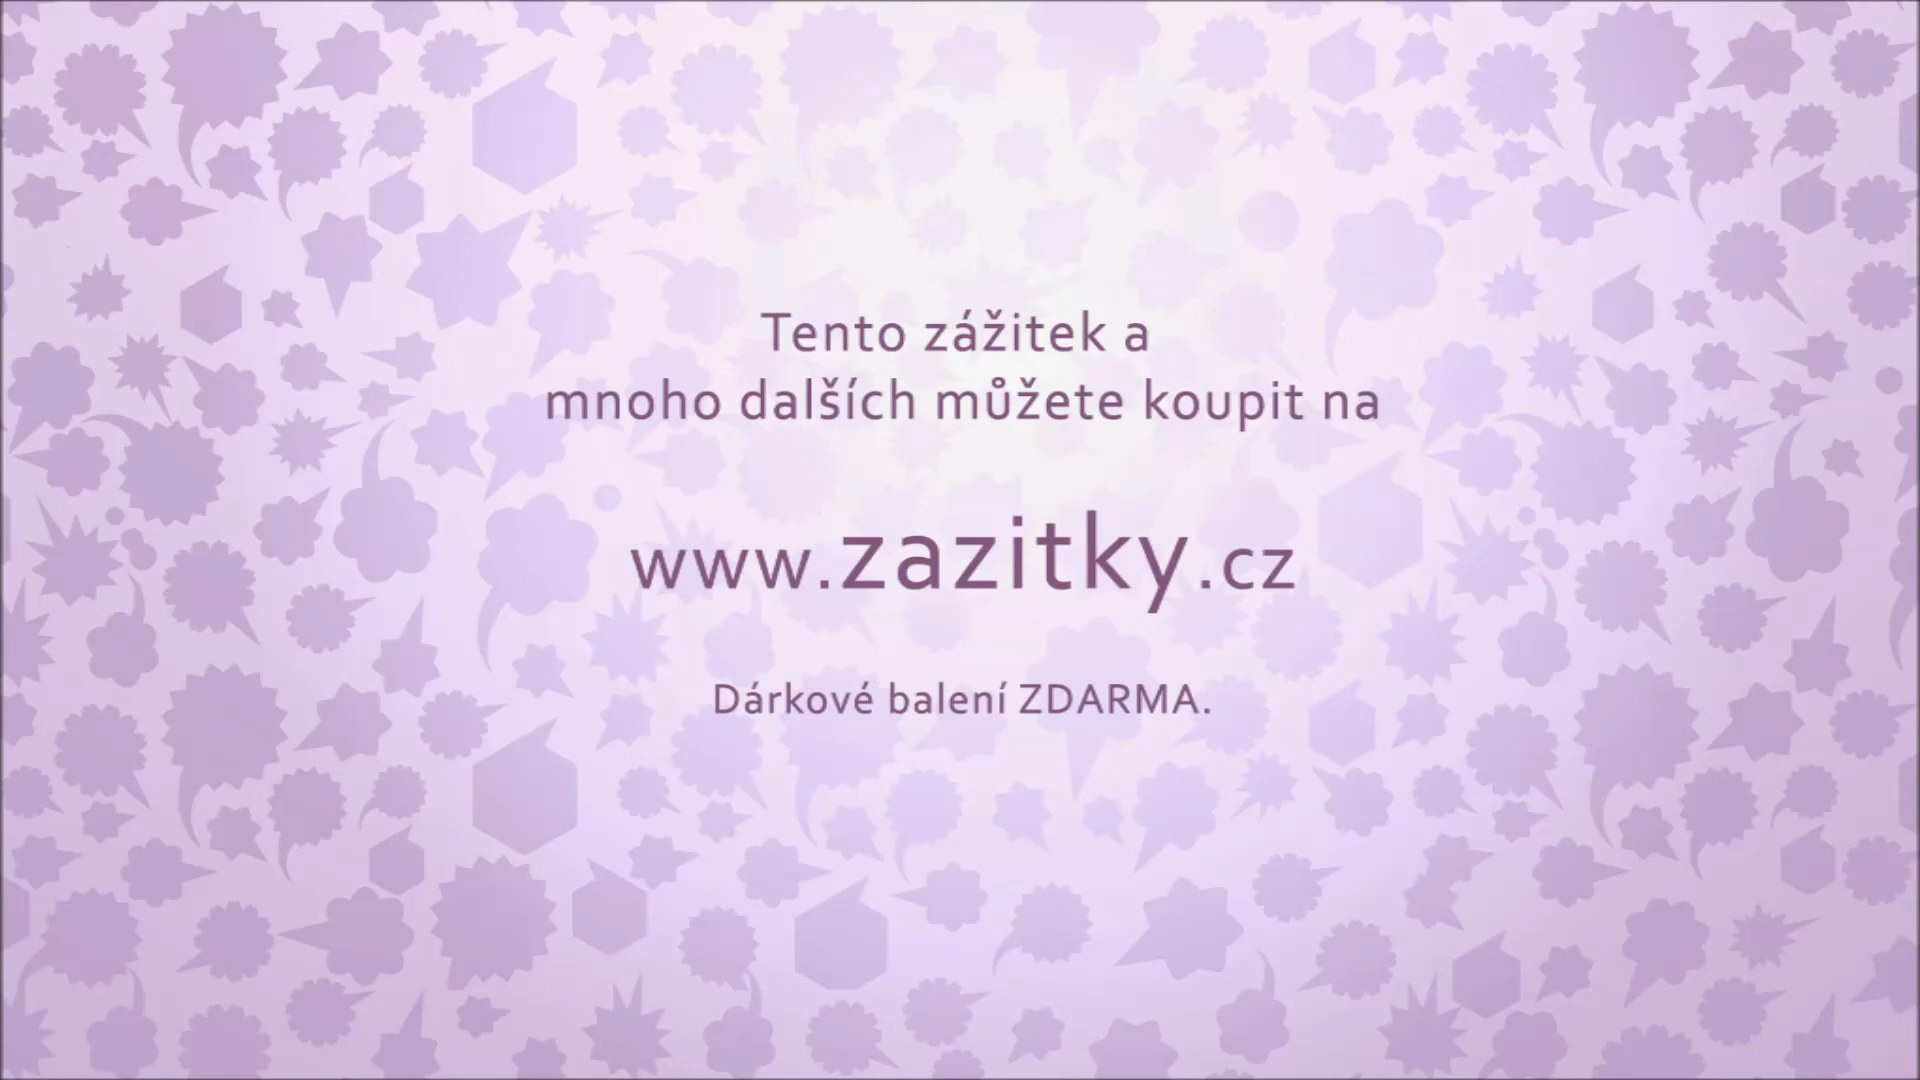 Tento zážitek a
mnoho dalších můžete koupit na
www.zazitky.cz
Dárkové balení ZDARMA.